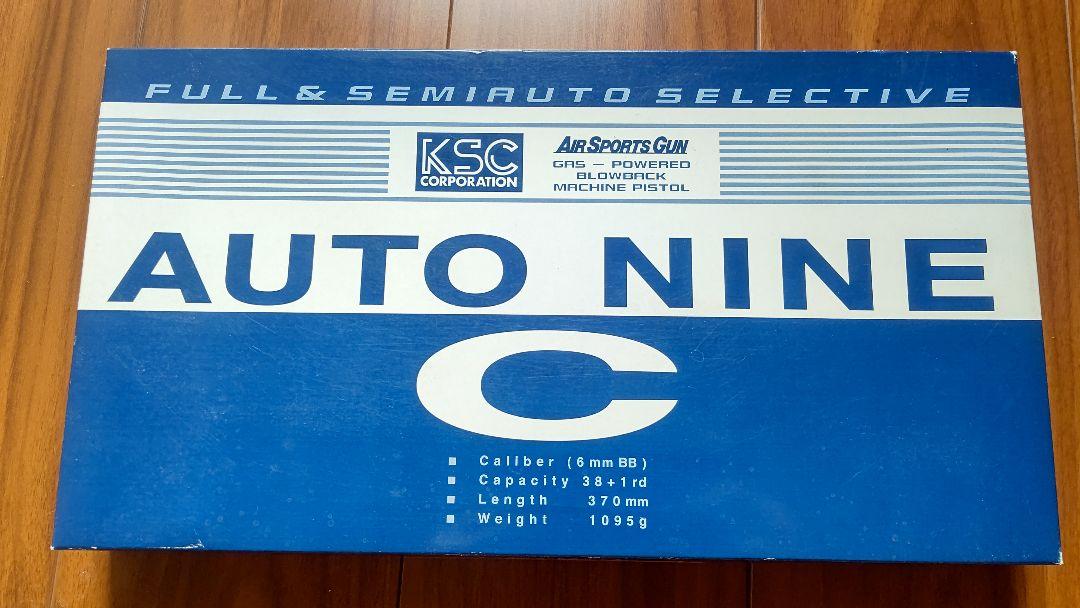 FULL & SEMIAUTO SELECTIVE
KSC
CORPORATION
AIR SPORTS GUN
GAS – POWERED
BLOWBACK
MACHINE PISTOL
AUTO NINE
C
■ Caliber (6mm BB)
■ Capacity 38+1rd
■ Length 370mm
■ Weight 1095g